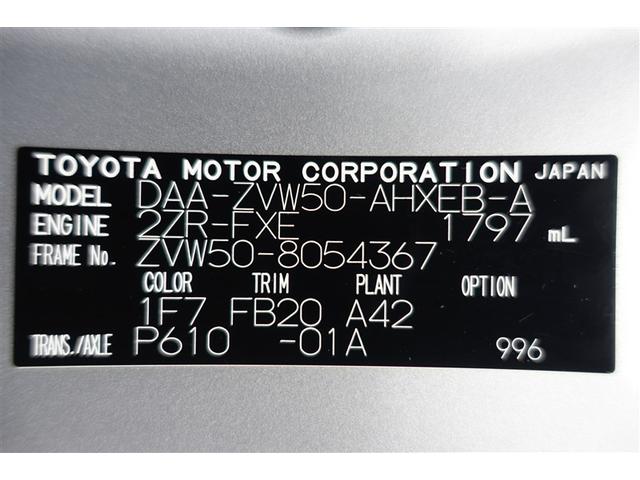 TOYOTA MOTOR CORPORATION JAPAN
MODEL DAA-ZVW50-AHXEB-A
ENGINE 2ZR-FXE 1797 mL
FRAME No. ZVW50-8054367
COLOR TRIM PLANT OPTION
1F7 FB20 A42
TRANS./AXLE P610 -01A 996